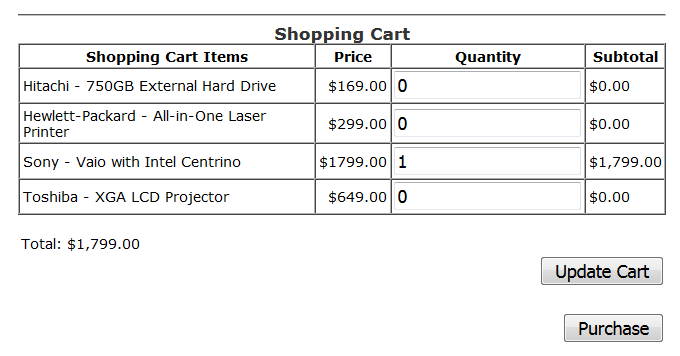 Shopping Cart
Shopping Cart Items Price Quantity Subtotal
Hitachi - 750GB External Hard Drive $169.00 0 $0.00
Hewlett-Packard - All-in-One Laser
Printer $299.00 0 $0.00
Sony - Vaio with Intel Centrino $1799.00 1 $1,799.00
Toshiba - XGA LCD Projector $649.00 0 $0.00
Total: $1,799.00
Update Cart
Purchase